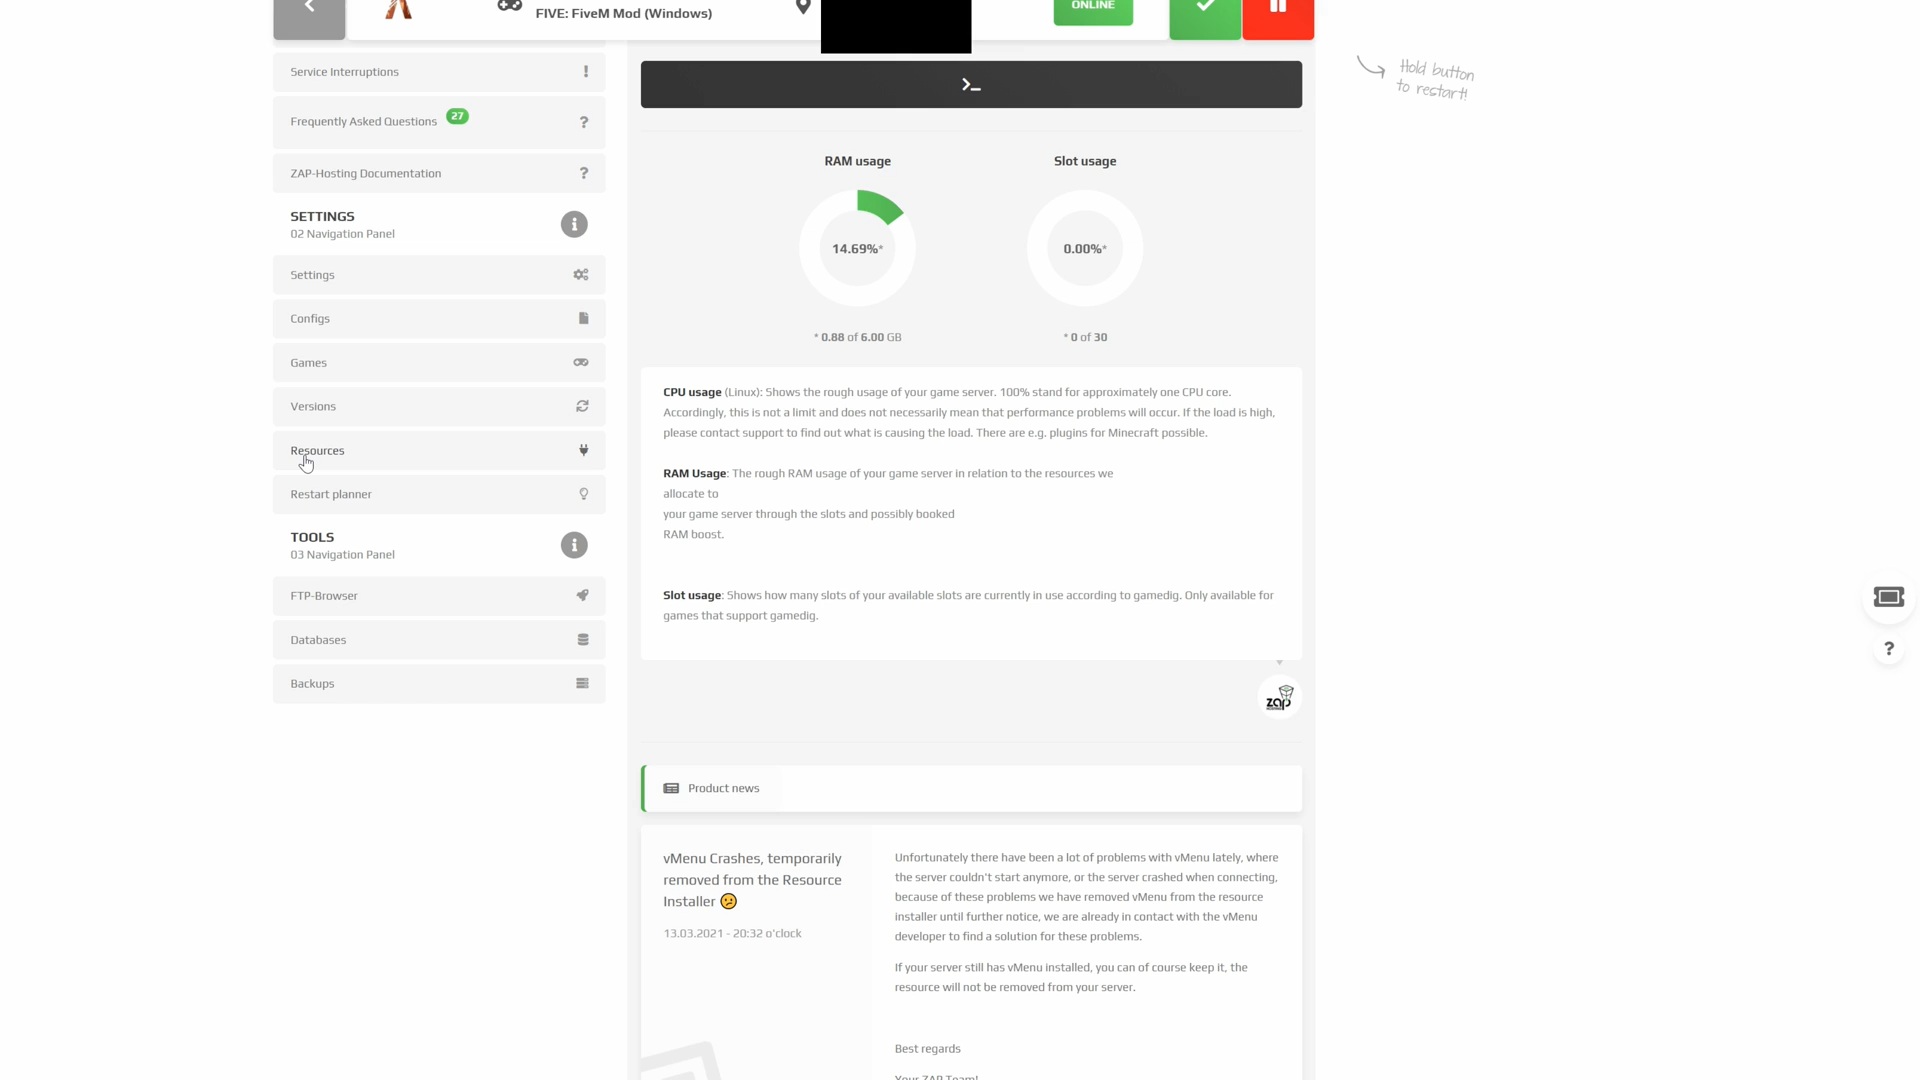 FIVE: FiveM Mod (Windows)
ONLINE
Hold button
to restart!
Service Interruptions
Frequently Asked Questions 27
ZAP-Hosting Documentation
SETTINGS
02 Navigation Panel
Settings
Configs
Games
Versions
Resources
Restart planner
TOOLS
03 Navigation Panel
FTP-Browser
Databases
Backups
RAM usage
14.69%*
* 0.88 of 6.00 GB
Slot usage
0.00%*
* 0 of 30
CPU usage (Linux): Shows the rough usage of your game server. 100% stand for approximately one CPU core.
Accordingly, this is not a limit and does not necessarily mean that performance problems will occur. If the load is high,
please contact support to find out what is causing the load. There are e.g. plugins for Minecraft possible.
RAM Usage: The rough RAM usage of your game server in relation to the resources we
allocate to
your game server through the slots and possibly booked
RAM boost.
Slot usage: Shows how many slots of your available slots are currently in use according to gamedig. Only available for
games that support gamedig.
zap
Product news
vMenu Crashes, temporarily
removed from the Resource
Installer 😕
13.03.2021 - 20:32 o'clock
Unfortunately there have been a lot of problems with vMenu lately, where
the server couldn't start anymore, or the server crashed when connecting,
because of these problems we have removed vMenu from the resource
installer until further notice, we are already in contact with the vMenu
developer to find a solution for these problems.
If your server still has vMenu installed, you can of course keep it, the
resource will not be removed from your server.
Best regards
Your ZAP Team!